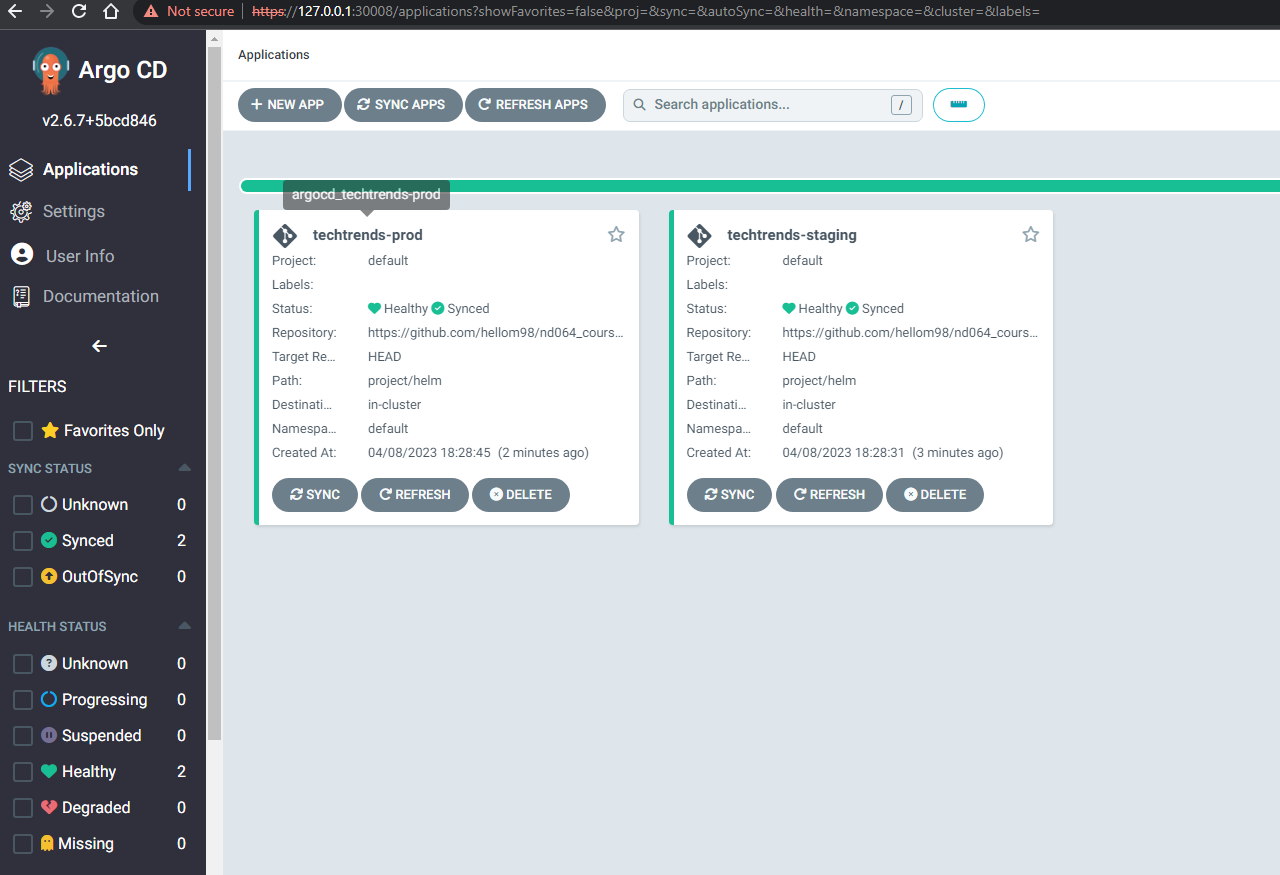 Not secure https://127.0.0.1:30008/applications?showFavorites=false&proj=&sync=&autoSync=&health=&namespace=&cluster=&labels=
Argo CD
v2.6.7+5bcd846
Applications
Settings
User Info
Documentation
FILTERS
Favorites Only
SYNC STATUS
Unknown 0
Synced 2
OutOfSync 0
HEALTH STATUS
Unknown 0
Progressing 0
Suspended 0
Healthy 2
Degraded 0
Missing 0
Applications
NEW APP SYNC APPS REFRESH APPS Search applications... /
argocd_techtrends-prod
techtrends-prod
Project: default
Labels:
Status: Healthy Synced
Repository: https://github.com/hellom98/nd064_cours...
Target Re... HEAD
Path: project/helm
Destinati... in-cluster
Namespa... default
Created At: 04/08/2023 18:28:45 (2 minutes ago)
SYNC REFRESH DELETE
techtrends-staging
Project: default
Labels:
Status: Healthy Synced
Repository: https://github.com/hellom98/nd064_cours...
Target Re... HEAD
Path: project/helm
Destinati... in-cluster
Namespa... default
Created At: 04/08/2023 18:28:31 (3 minutes ago)
SYNC REFRESH DELETE